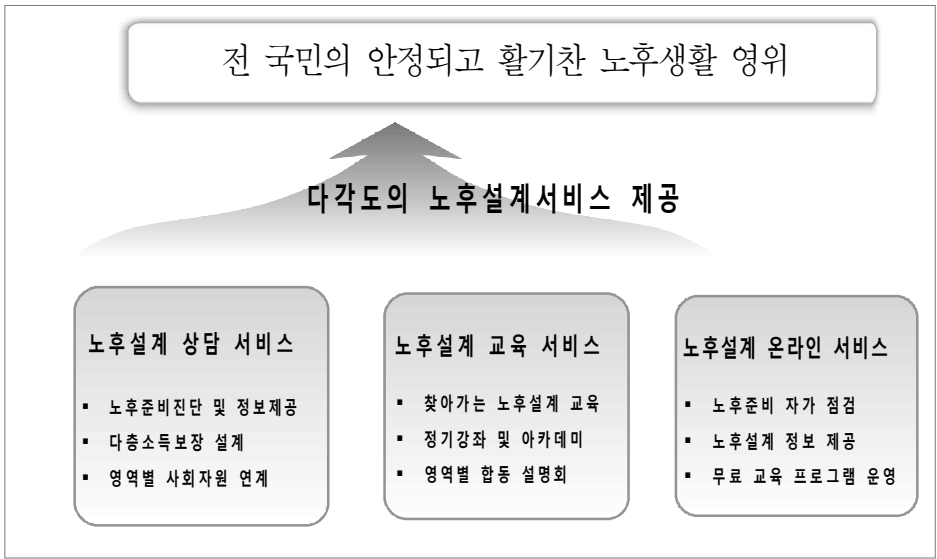 전 국민의 안정되고 활기찬 노후생활 영위
다각도의 노후설계서비스 제공
노후설계 상담 서비스
▪ 노후준비진단 및 정보제공
▪ 다층소득보장 설계
▪ 영역별 사회자원 연계
노후설계 교육 서비스
▪ 찾아가는 노후설계 교육
▪ 정기강좌 및 아카데미
▪ 영역별 합동 설명회
노후설계 온라인 서비스
▪ 노후준비 자가 점검
▪ 노후설계 정보 제공
▪ 무료 교육 프로그램 운영